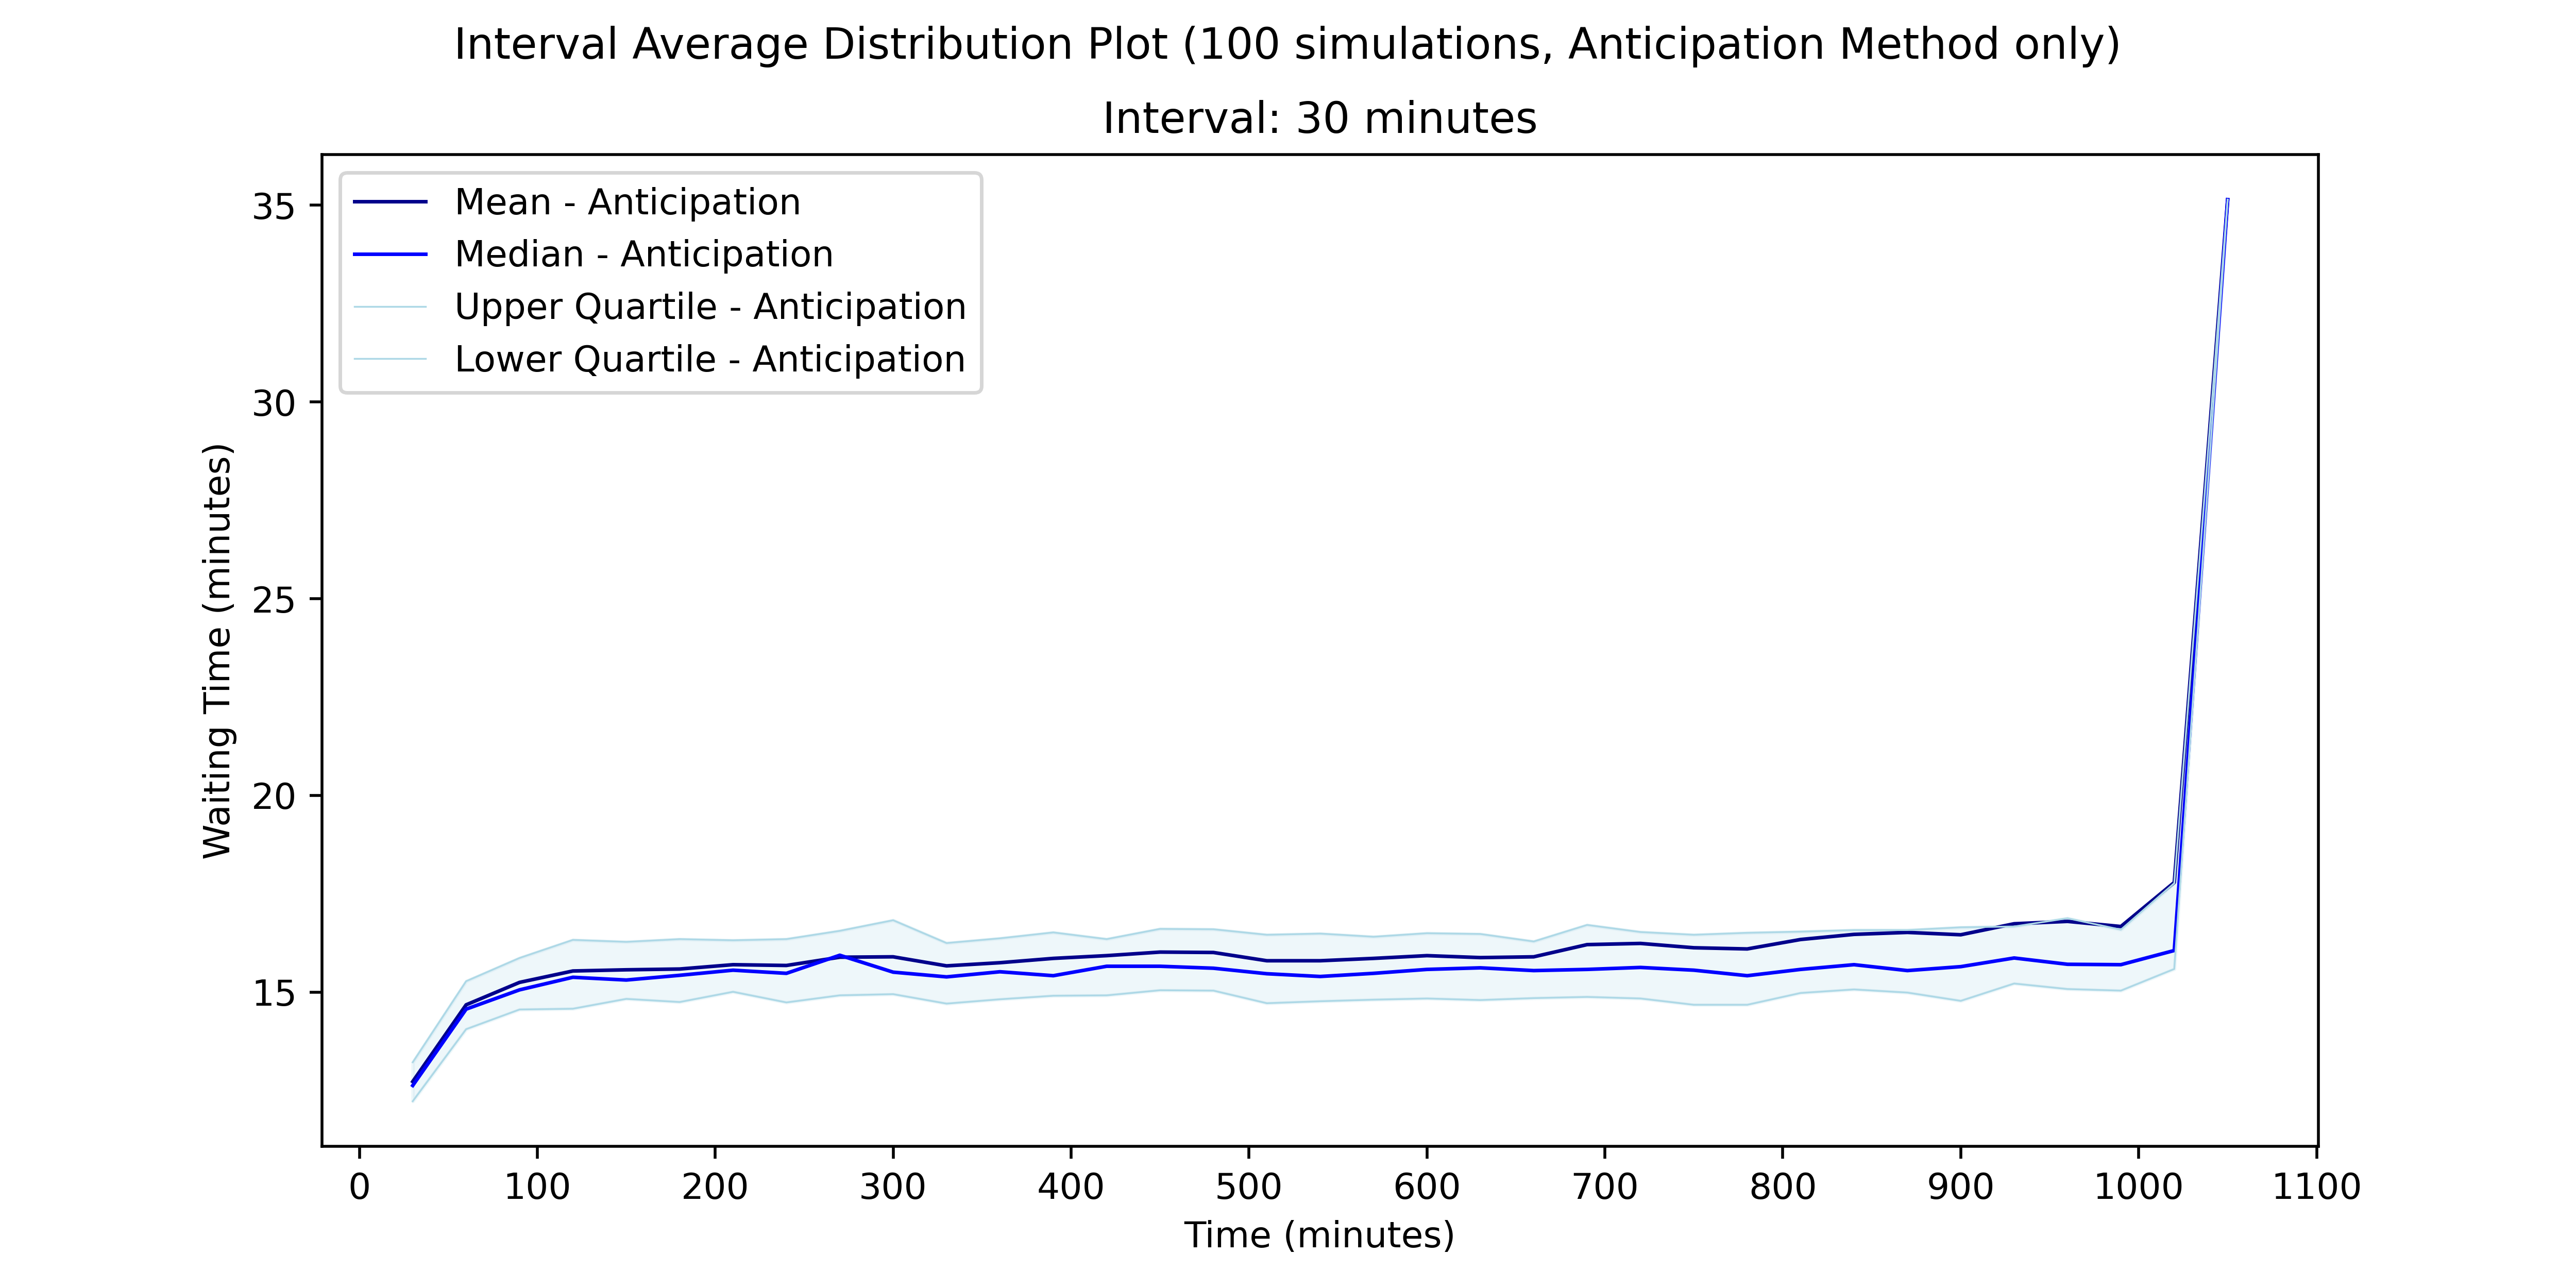 Interval Average Distribution Plot (100 simulations, Anticipation Method only)
Interval: 30 minutes
Mean - Anticipation
Median - Anticipation
Upper Quartile - Anticipation
Lower Quartile - Anticipation
35
30
25
20
15
Waiting Time (minutes)
0 100 200 300 400 500 600 700 800 900 1000 1100
Time (minutes)